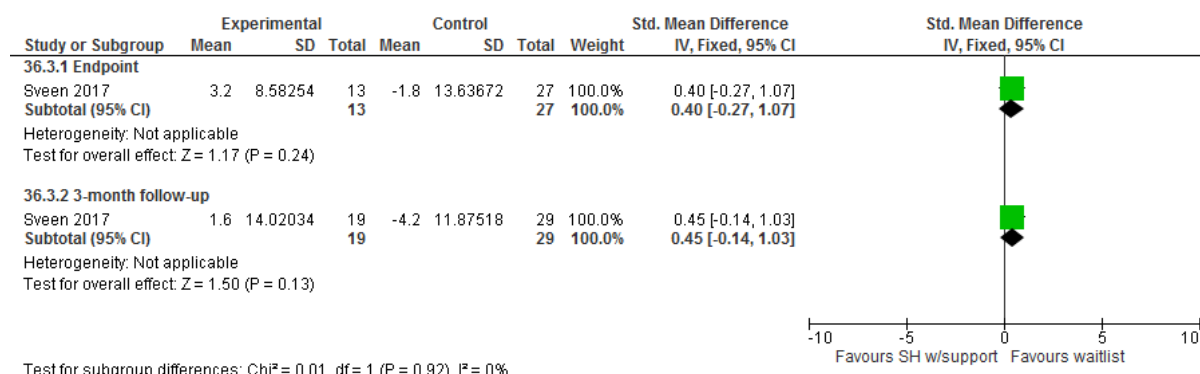 Experimental Control Std. Mean Difference Std. Mean Difference
Study or Subgroup Mean SD Total Mean SD Total Weight IV, Fixed, 95% CI IV, Fixed, 95% CI
36.3.1 Endpoint
Sveen 2017 3.2 8.58254 13 -1.8 13.63672 27 100.0% 0.40 [-0.27, 1.07]
Subtotal (95% CI) 13 27 100.0% 0.40 [-0.27, 1.07]
Heterogeneity: Not applicable
Test for overall effect: Z = 1.17 (P = 0.24)
36.3.2 3-month follow-up
Sveen 2017 1.6 14.02034 19 -4.2 11.87518 29 100.0% 0.45 [-0.14, 1.03]
Subtotal (95% CI) 19 29 100.0% 0.45 [-0.14, 1.03]
Heterogeneity: Not applicable
Test for overall effect: Z = 1.50 (P = 0.13)
-10 -5 0 5 10
Favours SH w/support Favours waitlist
Test for subgroup differences: Chi² = 0.01, df = 1 (P = 0.92), I² = 0%